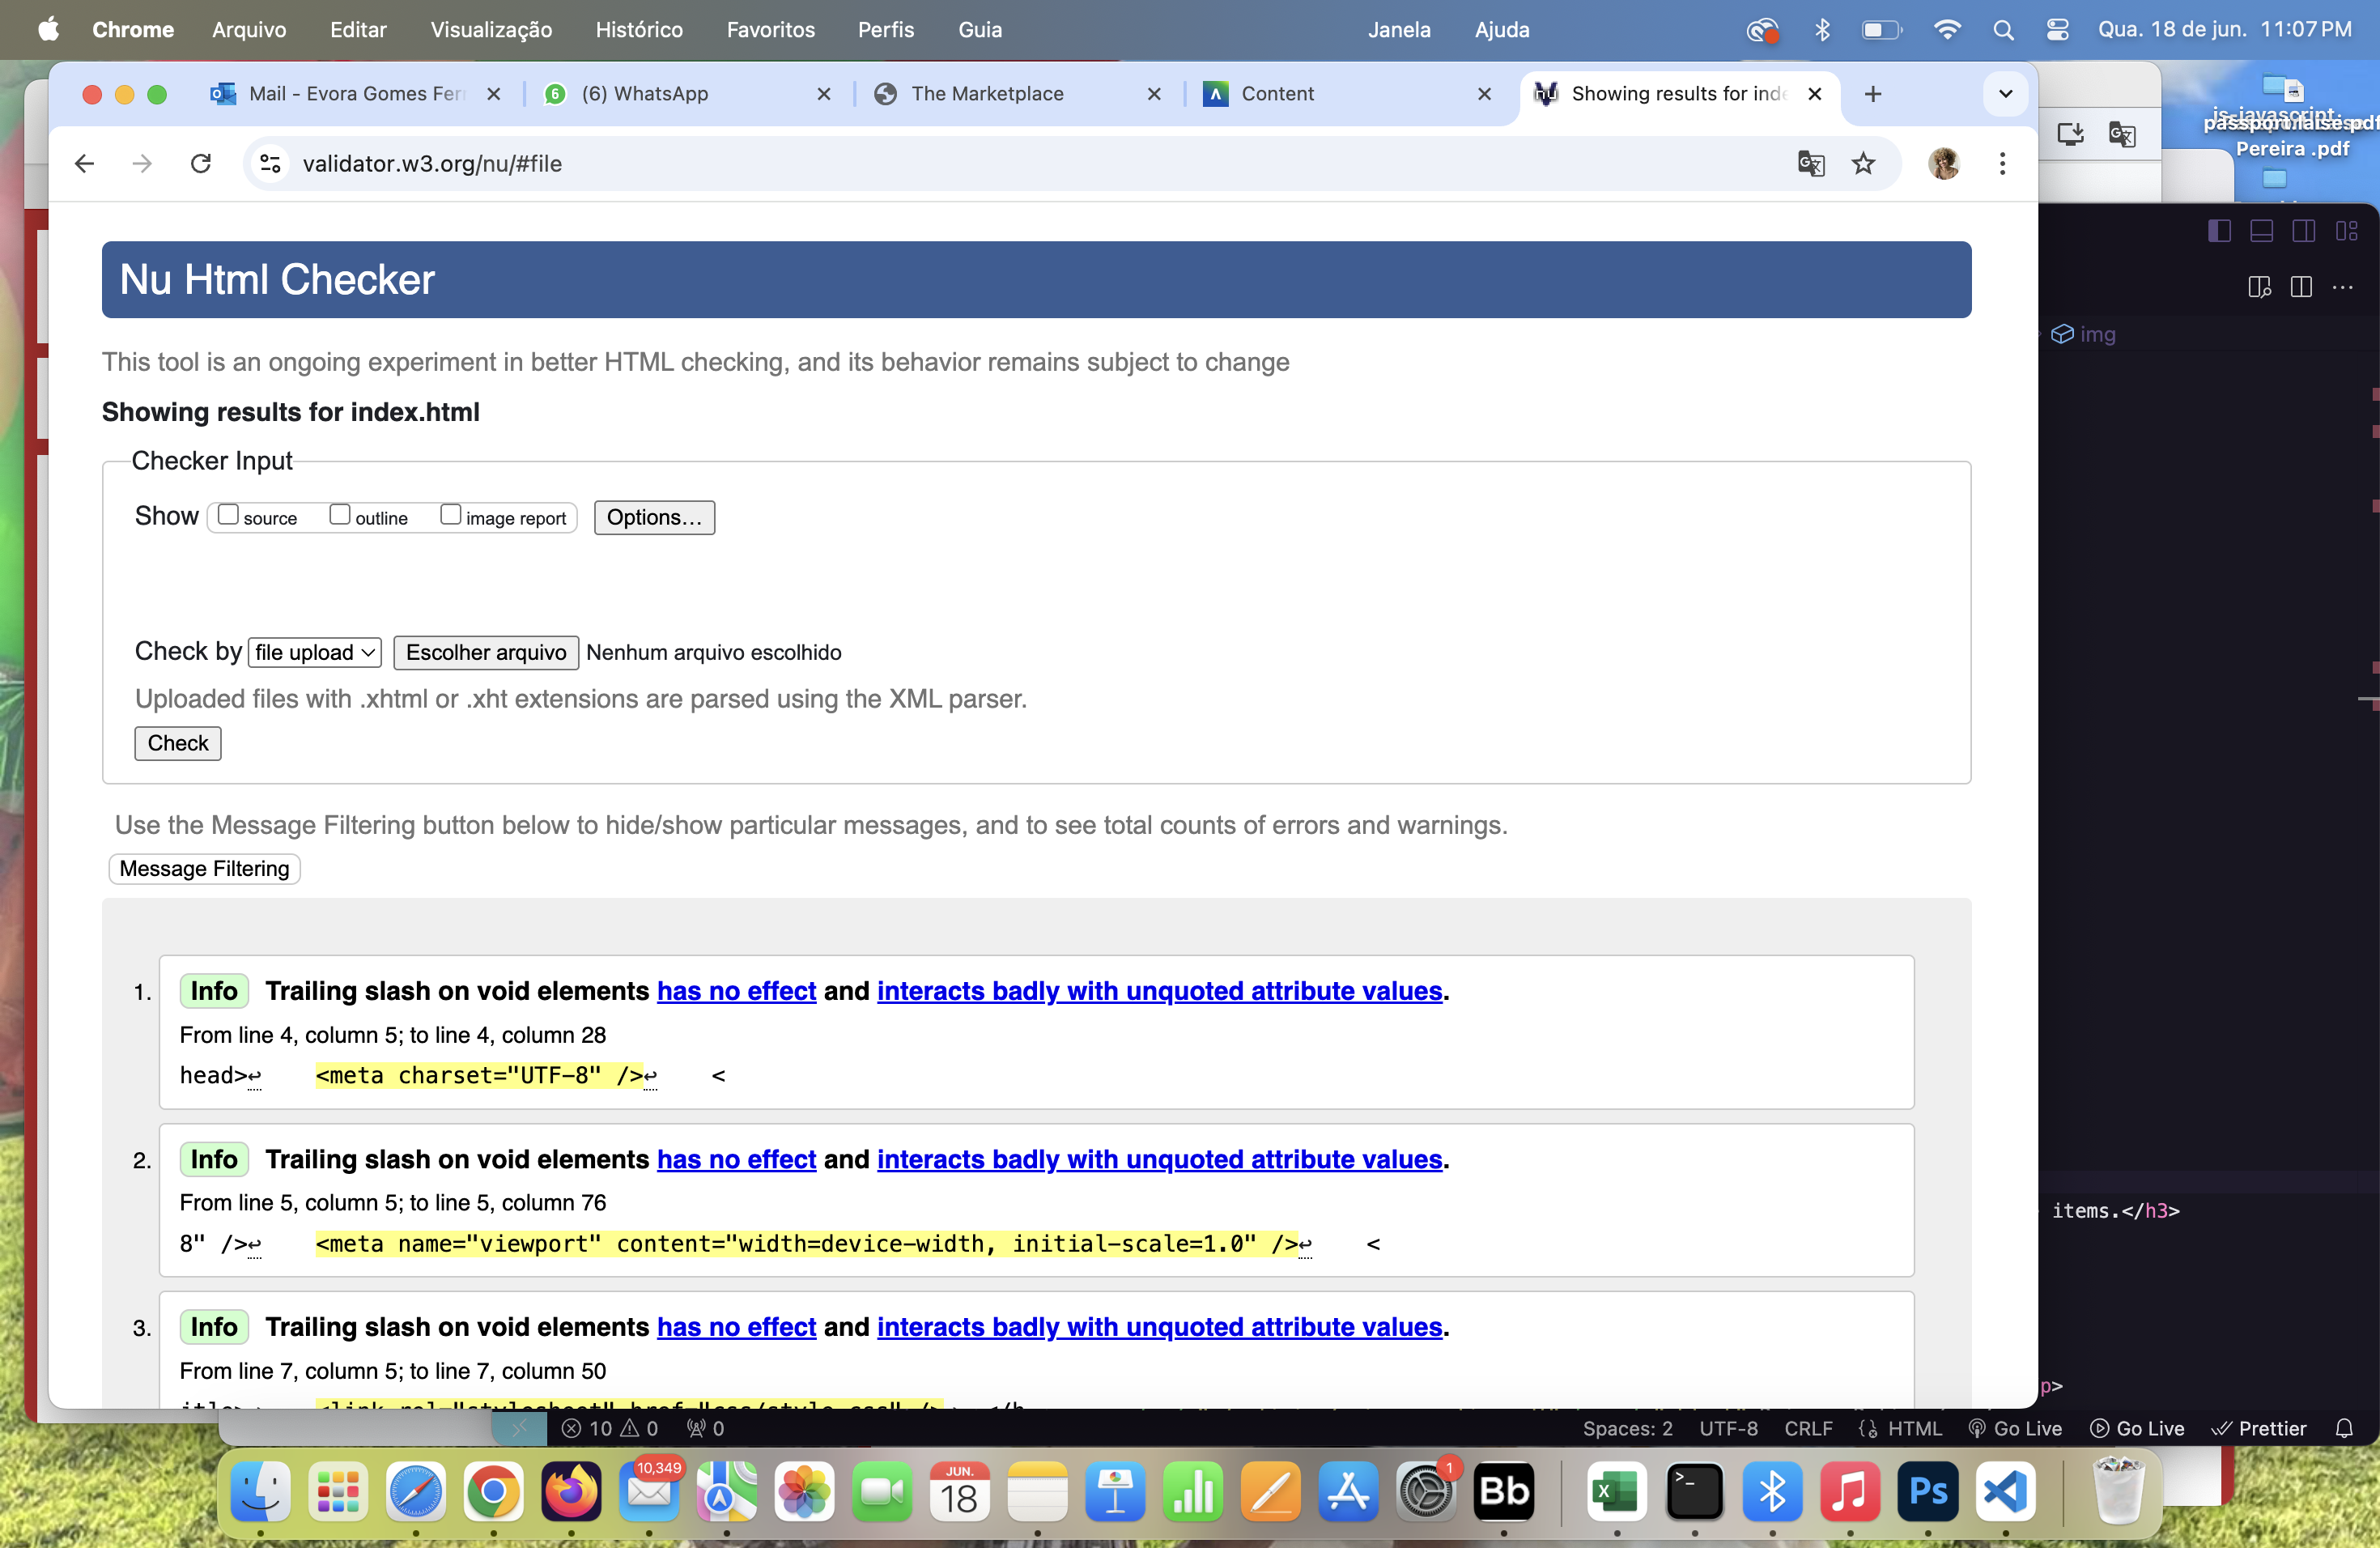 Chrome Arquivo Editar Visualização Histórico Favoritos Perfis Guia Janela Ajuda Qua. 18 de jun. 11:07 PM
Mail - Evora Gomes Fer
6 (6) WhatsApp
The Marketplace
Content
Showing results for inde
validator.w3.org/nu/#file
Pereira .pdf
Nu Html Checker
img
This tool is an ongoing experiment in better HTML checking, and its behavior remains subject to change
Showing results for index.html
Checker Input
Show source outline image report Options...
Check by file upload Escolher arquivo Nenhum arquivo escolhido
Uploaded files with .xhtml or .xht extensions are parsed using the XML parser.
Check
Use the Message Filtering button below to hide/show particular messages, and to see total counts of errors and warnings.
Message Filtering
1. Info Trailing slash on void elements has no effect and interacts badly with unquoted attribute values.
From line 4, column 5; to line 4, column 28
head>↩ <meta charset="UTF-8" />↩ <
2. Info Trailing slash on void elements has no effect and interacts badly with unquoted attribute values.
From line 5, column 5; to line 5, column 76
8" />↩ <meta name="viewport" content="width=device-width, initial-scale=1.0" />↩ <
items.</h3>
3. Info Trailing slash on void elements has no effect and interacts badly with unquoted attribute values.
From line 7, column 5; to line 7, column 50
p>
10 0 0 Spaces: 2 UTF-8 CRLF HTML Go Live Go Live Prettier
10,349
JUN.
18
1
Bb
X
>_
Ps